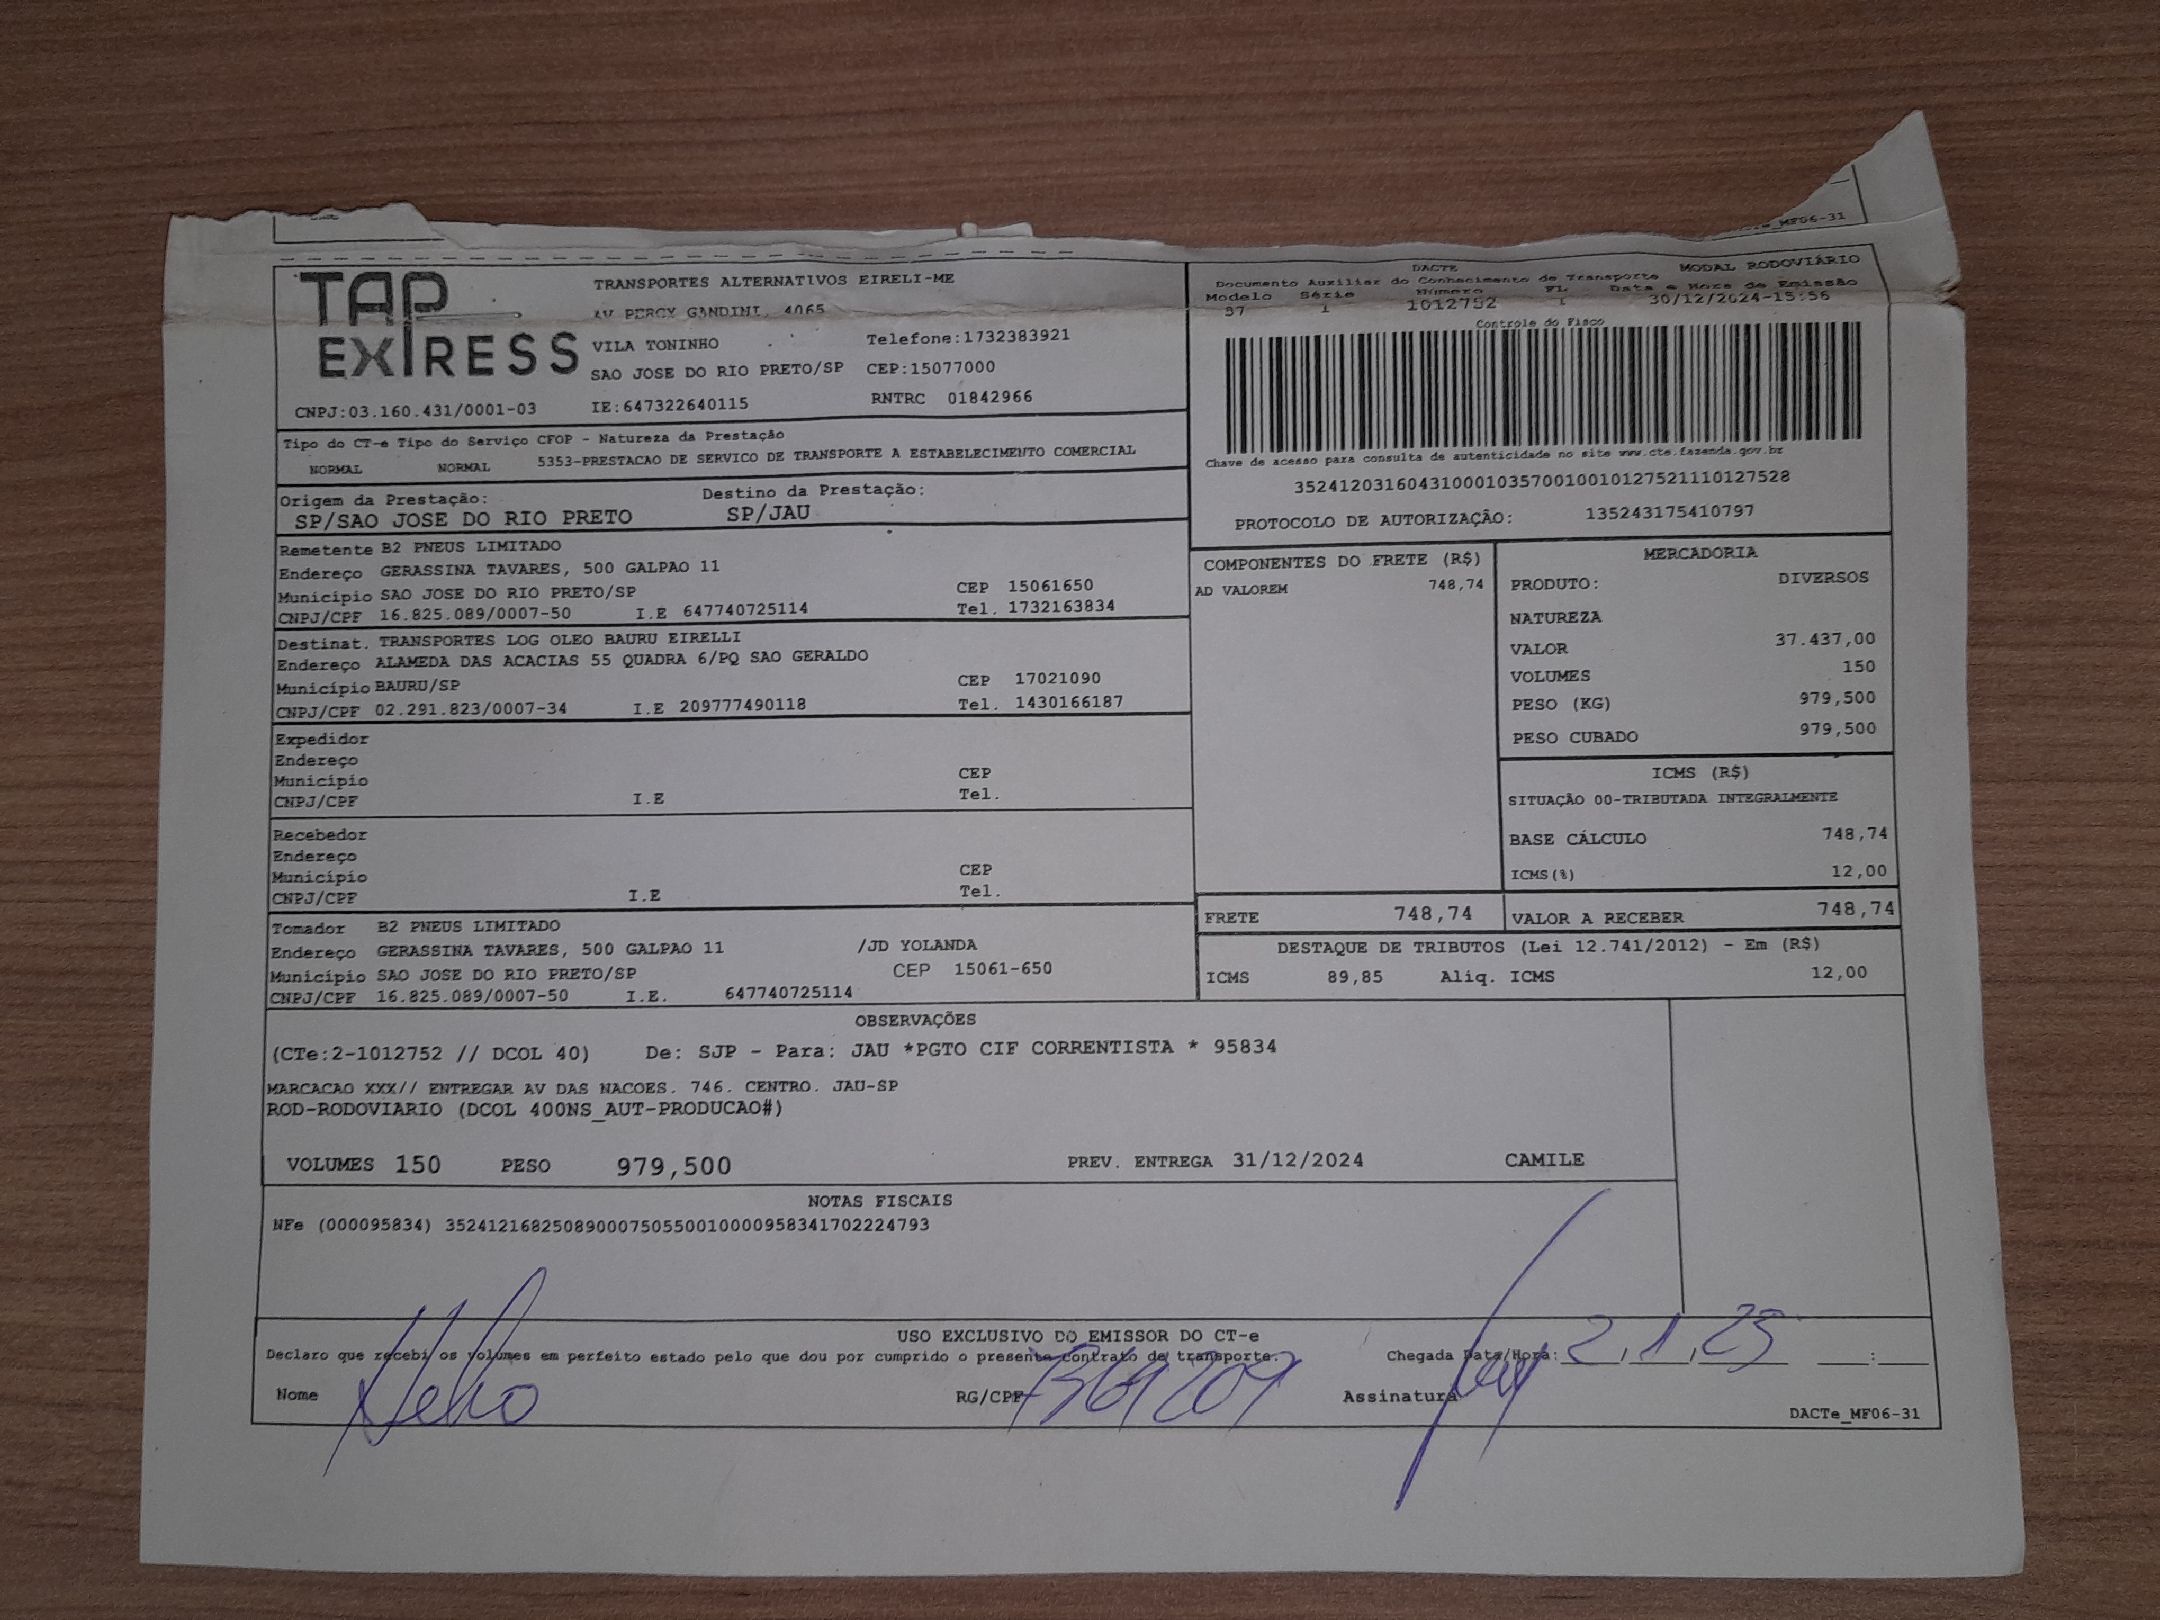 MF06-31
TAP EXPRESS
TRANSPORTES ALTERNATIVOS EIRELI-ME
AV PERCY GANDINI, 4065
VILA TONINHO Telefone:1732383921
SAO JOSE DO RIO PRETO/SP CEP:15077000
CNPJ:03.160.431/0001-03 IE:647322640115 RNTRC 01842966
DACTE MODAL RODOVIÁRIO
Documento Auxiliar do Conhecimento de Transporte
Modelo Série Número FL Data e Hora de Emissão
57 1 1012752 1 30/12/2024-15:56
Controle do Fisco
Chave de acesso para consulta de autenticidade no site www.cte.fazenda.gov.br
35241203160431000103570010010127521110127528
PROTOCOLO DE AUTORIZAÇÃO: 135243175410797
Tipo do CT-e Tipo do Serviço CFOP - Natureza da Prestação
NORMAL NORMAL 5353-PRESTACAO DE SERVICO DE TRANSPORTE A ESTABELECIMENTO COMERCIAL
Origem da Prestação: Destino da Prestação:
SP/SAO JOSE DO RIO PRETO SP/JAU
Remetente B2 PNEUS LIMITADO
Endereço GERASSINA TAVARES, 500 GALPAO 11
Município SAO JOSE DO RIO PRETO/SP CEP 15061650
CNPJ/CPF 16.825.089/0007-50 I.E 647740725114 Tel. 1732163834
Destinat. TRANSPORTES LOG OLEO BAURU EIRELLI
Endereço ALAMEDA DAS ACACIAS 55 QUADRA 6/PQ SAO GERALDO
Município BAURU/SP CEP 17021090
CNPJ/CPF 02.291.823/0007-34 I.E 209777490118 Tel. 1430166187
Expedidor
Endereço
Município CEP
CNPJ/CPF I.E Tel.
Recebedor
Endereço
Município CEP
CNPJ/CPF I.E Tel.
Tomador B2 PNEUS LIMITADO
Endereço GERASSINA TAVARES, 500 GALPAO 11 /JD YOLANDA
Município SAO JOSE DO RIO PRETO/SP CEP 15061-650
CNPJ/CPF 16.825.089/0007-50 I.E. 647740725114
COMPONENTES DO FRETE (R$)
AD VALOREM 748,74
MERCADORIA
PRODUTO: DIVERSOS
NATUREZA
VALOR 37.437,00
VOLUMES 150
PESO (KG) 979,500
PESO CUBADO 979,500
ICMS (R$)
SITUAÇÃO 00-TRIBUTADA INTEGRALMENTE
BASE CÁLCULO 748,74
ICMS(%) 12,00
FRETE 748,74 VALOR A RECEBER 748,74
DESTAQUE DE TRIBUTOS (Lei 12.741/2012) - Em (R$)
ICMS 89,85 Aliq. ICMS 12,00
OBSERVAÇÕES
(CTe:2-1012752 // DCOL 40) De: SJP - Para: JAU *PGTO CIF CORRENTISTA * 95834
MARCACAO XXX// ENTREGAR AV DAS NACOES. 746. CENTRO. JAU-SP
ROD-RODOVIARIO (DCOL 400NS_AUT-PRODUCAO#)
VOLUMES 150 PESO 979,500 PREV. ENTREGA 31/12/2024 CAMILE
NOTAS FISCAIS
NFe (000095834) 35241216825089000750550010000958341702224793
USO EXCLUSIVO DO EMISSOR DO CT-e
Declaro que recebi os volumes em perfeito estado pelo que dou por cumprido o presente contrato de transporte. Chegada Data/Hora: 2/1/25 :
Nome RG/CPF Assinatura
DACTe_MF06-31